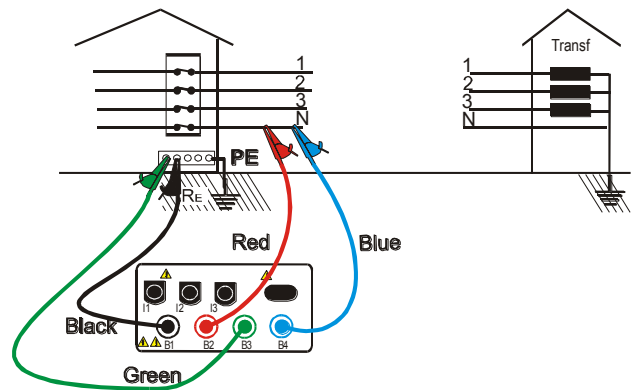 Transf
1
2
3
N
1
2
3
N
PE
RE
Red
Blue
I1 I2 I3
Black
B1 B2 B3 B4
Green